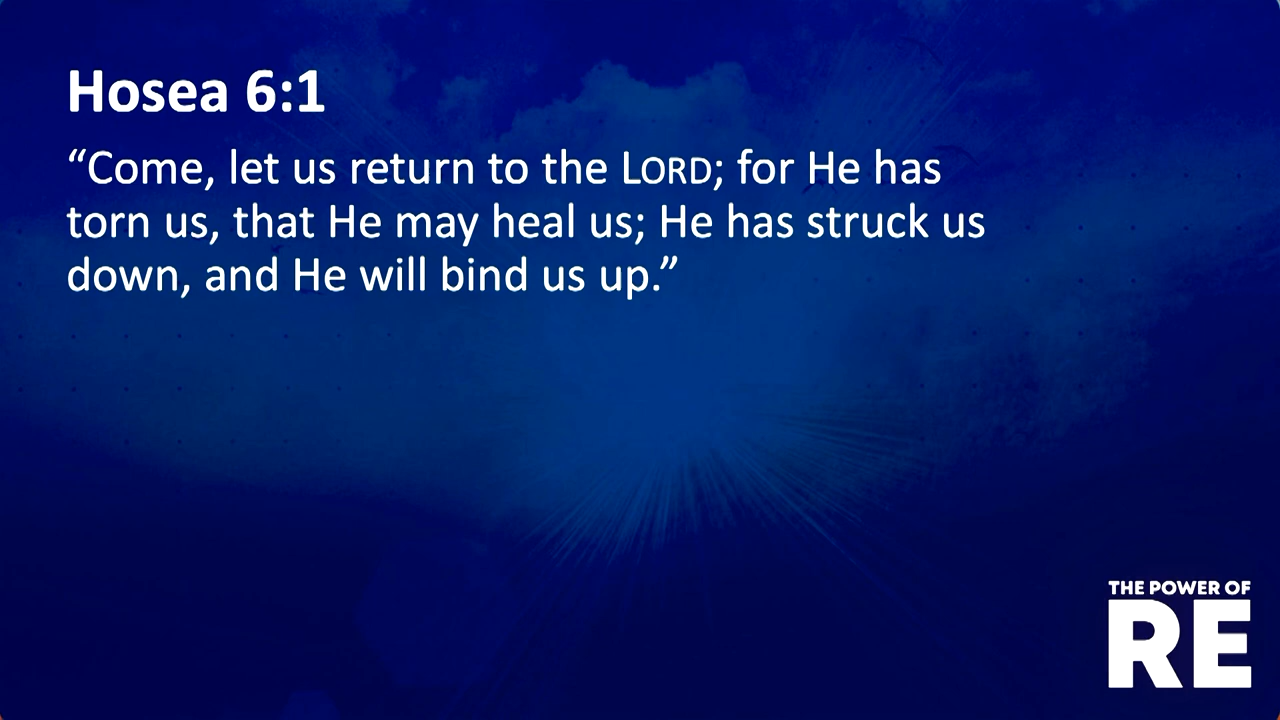 Hosea 6:1
“Come, let us return to the LORD; for He has
torn us, that He may heal us; He has struck us
down, and He will bind us up.”
THE POWER OF
RE